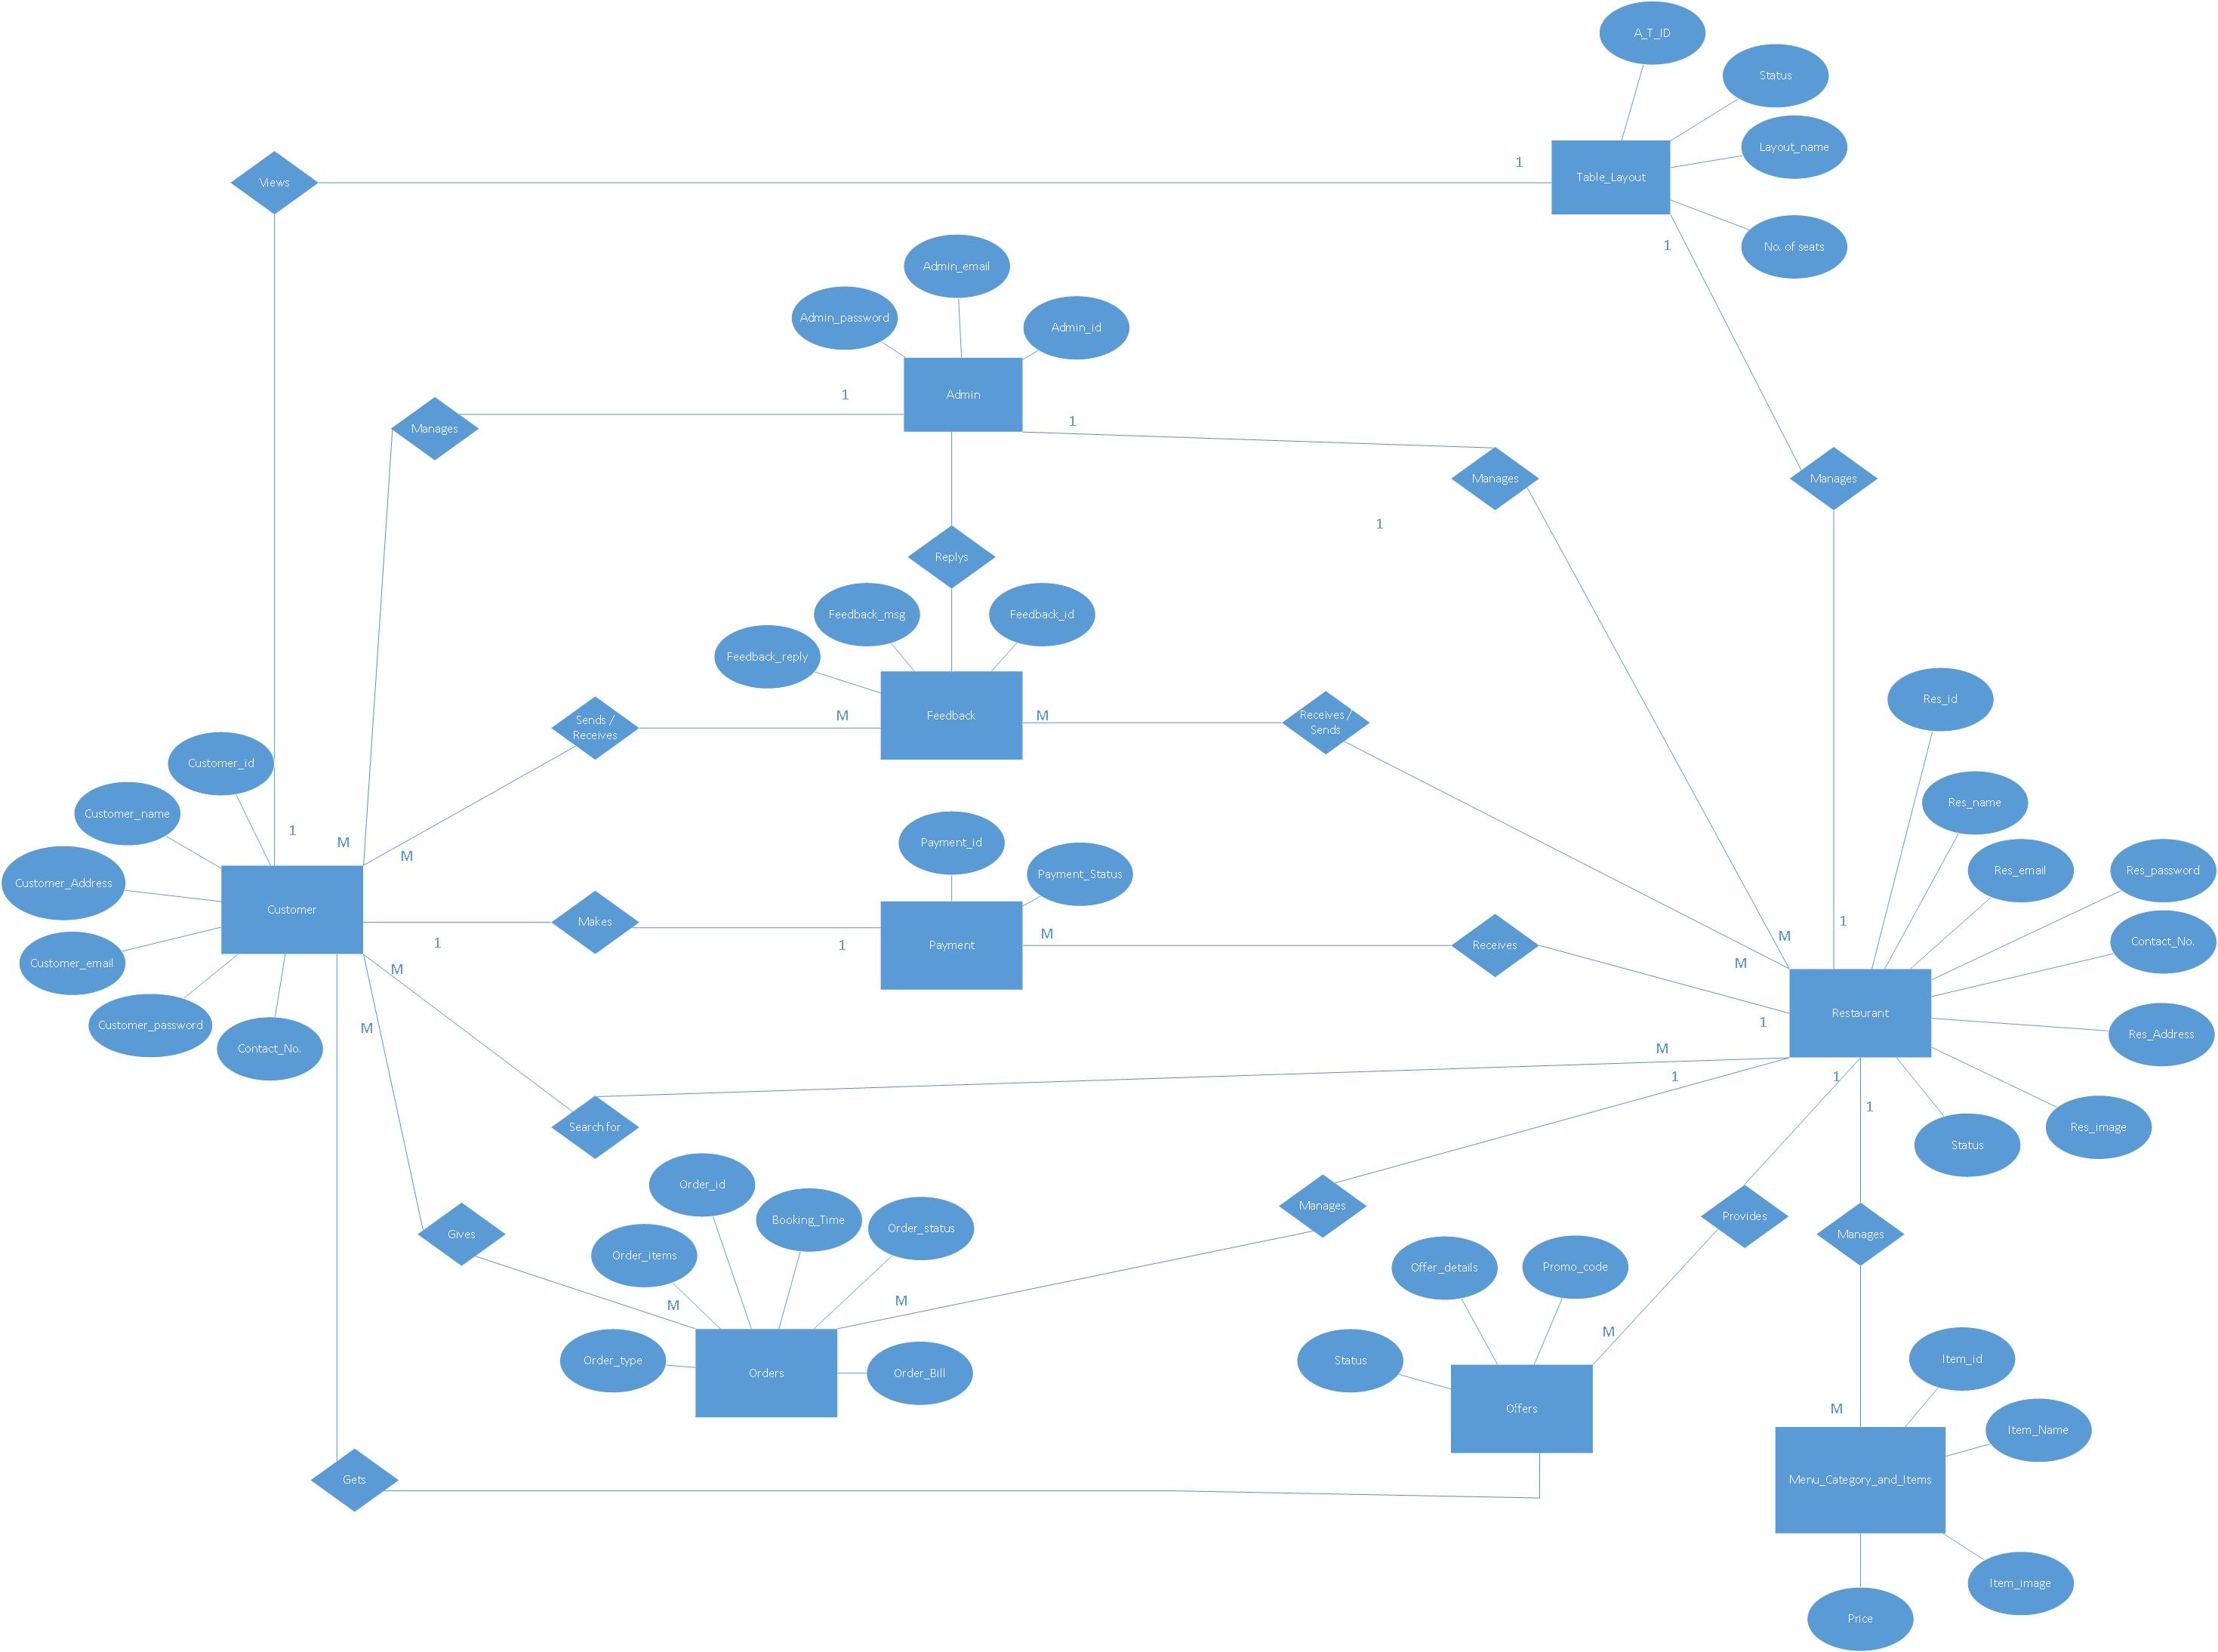 A_T_ID
Status
Layout_name
1
Views
Table_Layout
1
No. of seats
Admin_email
Admin_password
Admin_id
1
Admin
1
Manages
Manages
Manages
1
Replys
Feedback_msg
Feedback_id
Feedback_reply
Res_id
Sends /
Receives
M
Feedback
M
Receives /
Sends
Customer_id
Res_name
Customer_name
1
M
M
Payment_id
Payment_Status
Res_email
Res_password
Customer_Address
Customer
Makes
1
1
Payment
M
Receives
M
1
M
Contact_No.
Customer_email
M
Restaurant
Customer_password
M
1
Res_Address
Contact_No.
M
1
1
1
Search for
Res_image
Status
Order_id
Booking_Time
Order_status
Manages
Provides
Manages
Gives
Order_items
Offer_details
Promo_code
M
M
M
Order_type
Orders
Order_Bill
Status
Item_id
Offers
M
Item_Name
Gets
Menu_Category_and_Items
Item_image
Price